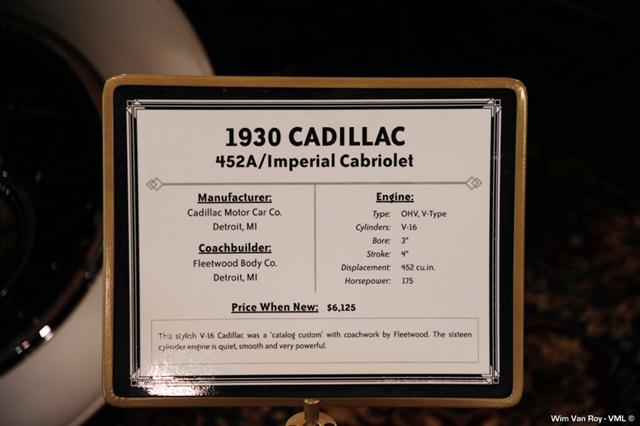 1930 CADILLAC
452A/Imperial Cabriolet
Manufacturer:
Cadillac Motor Car Co.
Detroit, MI
Coachbuilder:
Fleetwood Body Co.
Detroit, MI
Engine:
Type: OHV, V-Type
Cylinders: V-16
Bore: 3"
Stroke: 4"
Displacement: 452 cu.in.
Horsepower: 175
Price When New: $6,125
This stylish V-16 Cadillac was a 'catalog custom' with coachwork by Fleetwood. The sixteen
cylinder engine is quiet, smooth and very powerful.
Wim Van Roy - VML ©